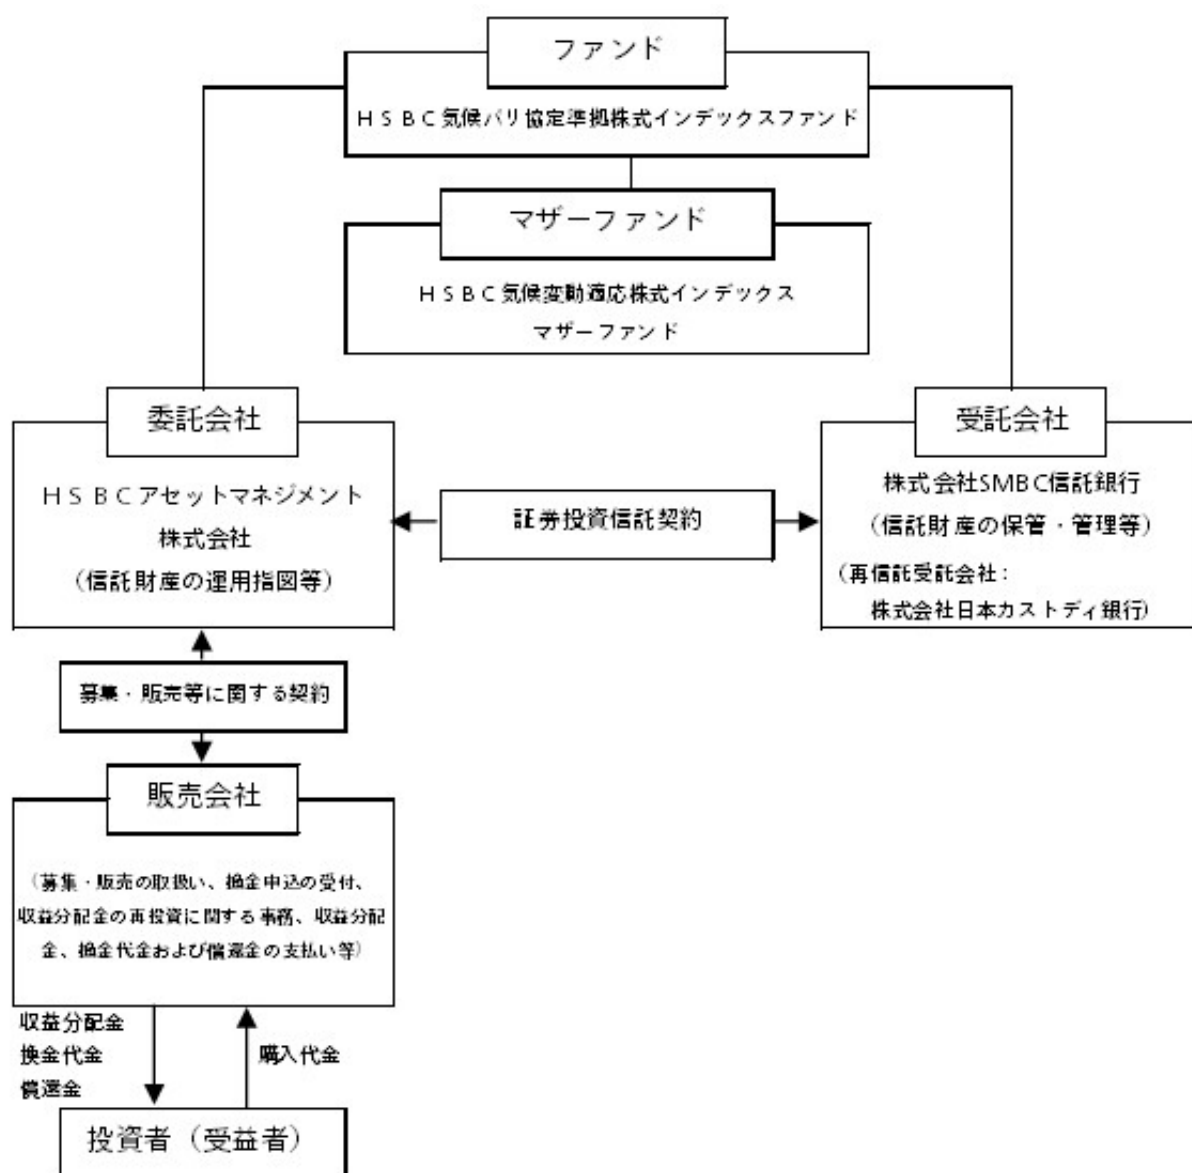 ファンド
HSBC気候パリ協定準拠株式インデックスファンド
マザーファンド
HSBC気候変動適応株式インデックス
マザーファンド
委託会社
HSBCアセットマネジメント
株式会社
(信託財産の運用指図等)
証券投資信託契約
受託会社
株式会社SMBC信託銀行
(信託財産の保管・管理等)
(再信託受託会社:
株式会社日本カストディ銀行)
募集・販売等に関する契約
販売会社
(募集・販売の取扱い、換金申込の受付、
収益分配金の再投資に関する事務、収益分配
金、換金代金および償還金の支払い等)
収益分配金
換金代金
償還金
購入代金
投資者(受益者)